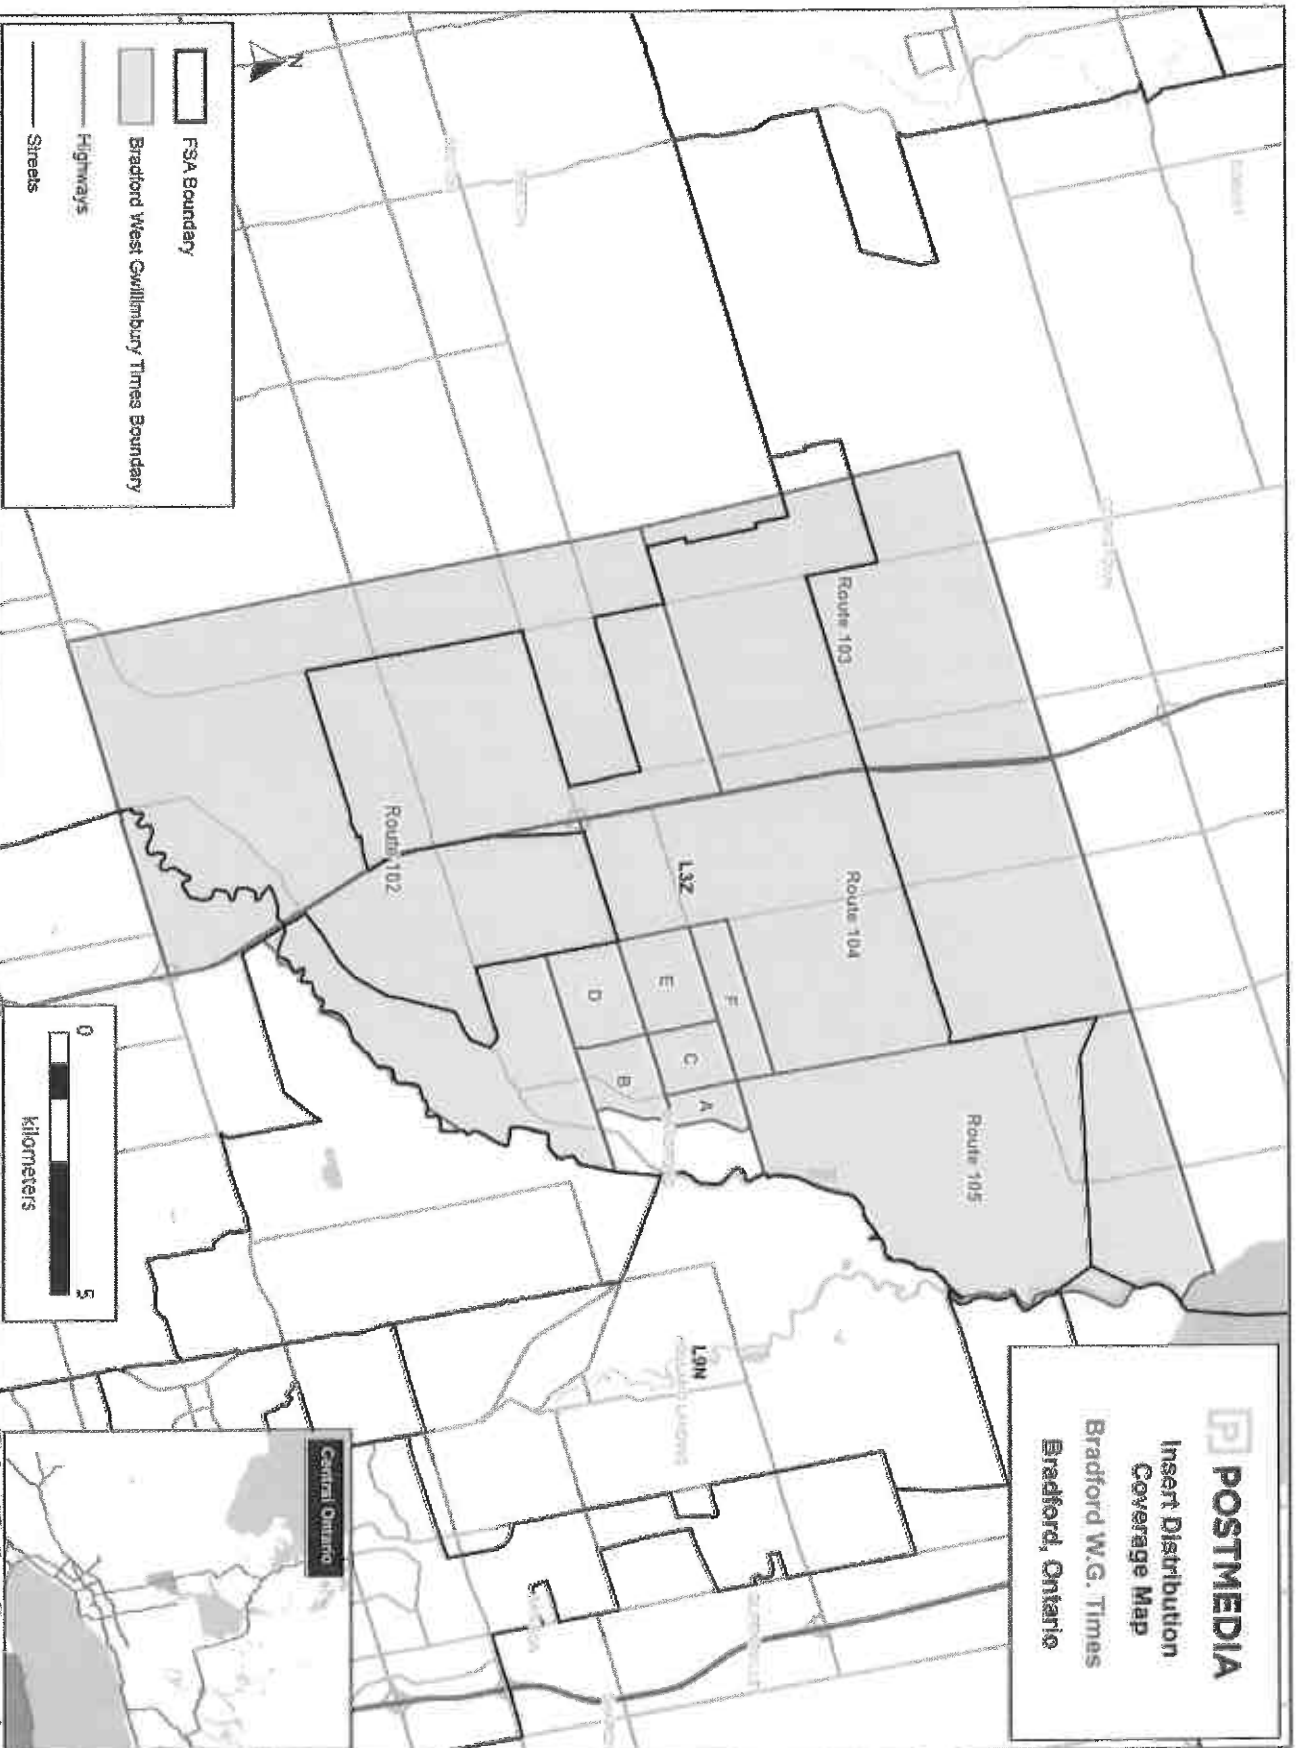 POSTMEDIA
Insert Distribution
Coverage Map
Bradford W.G. Times
Bradford, Ontario
Route 103
Route 104
Route 105
Route 102
L3Z
L9N
F
E
D
C
B
A
N
FSA Boundary
Bradford West Gwillimbury Times Boundary
Highways
Streets
0
5
kilometers
Central Ontario